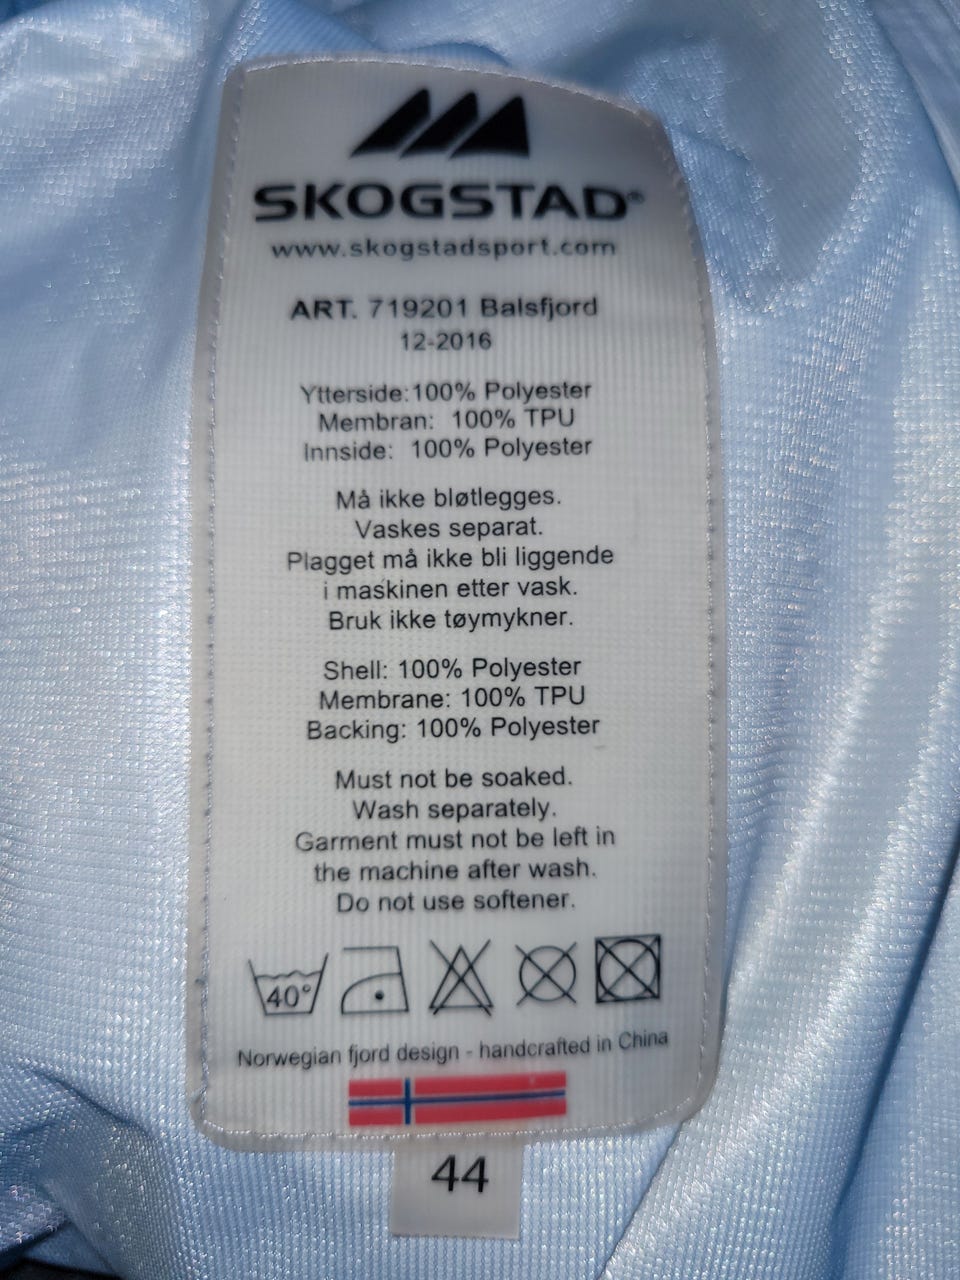 SKOGSTAD®
www.skogstadsport.com
ART. 719201 Balsfjord
12-2016
Ytterside:100% Polyester
Membran: 100% TPU
Innside: 100% Polyester
Må ikke bløtlegges.
Vaskes separat.
Plagget må ikke bli liggende
i maskinen etter vask.
Bruk ikke tøymykner.
Shell: 100% Polyester
Membrane: 100% TPU
Backing: 100% Polyester
Must not be soaked.
Wash separately.
Garment must not be left in
the machine after wash.
Do not use softener.
40°
Norwegian fjord design - handcrafted in China
44